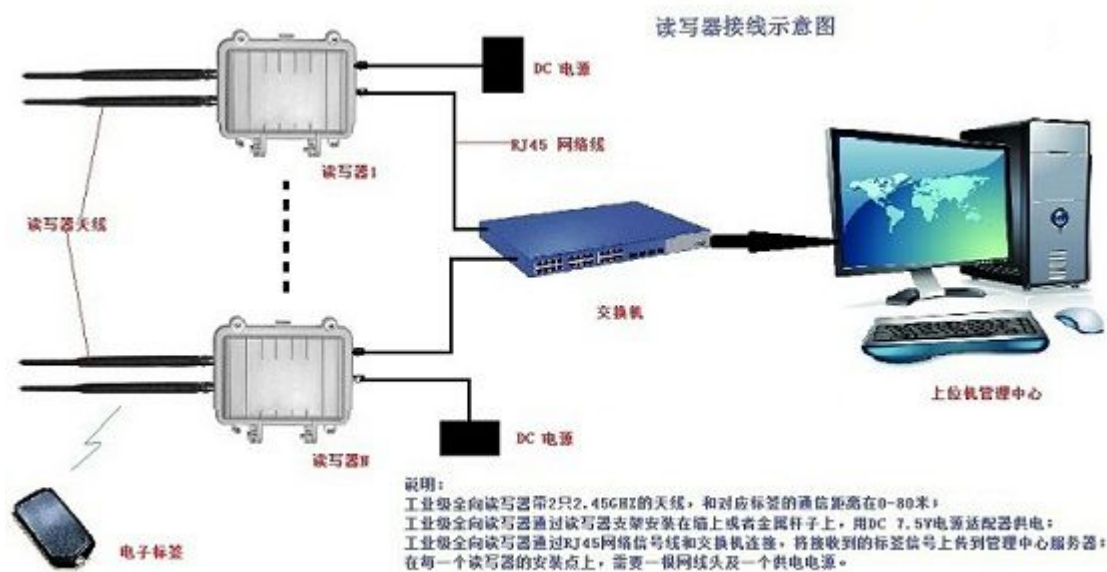 读写器接线示意图
DC 电源
RJ45 网络线
读写器1
读写器天线
交换机
上位机管理中心
DC 电源
读写器N
电子标签
说明：
工业级全向读写器带2只2.45GHZ的天线，和对应标签的通信距离在0-80米；
工业级全向读写器通过读写器支架安装在墙上或者金属杆子上，用DC 7.5V电源适配器供电；
工业级全向读写器通过RJ45网络信号线和交换机连接，将接收到的标签信号上传到管理中心服务器；
在每一个读写器的安装点上，需要一根网线头及一个供电电源。